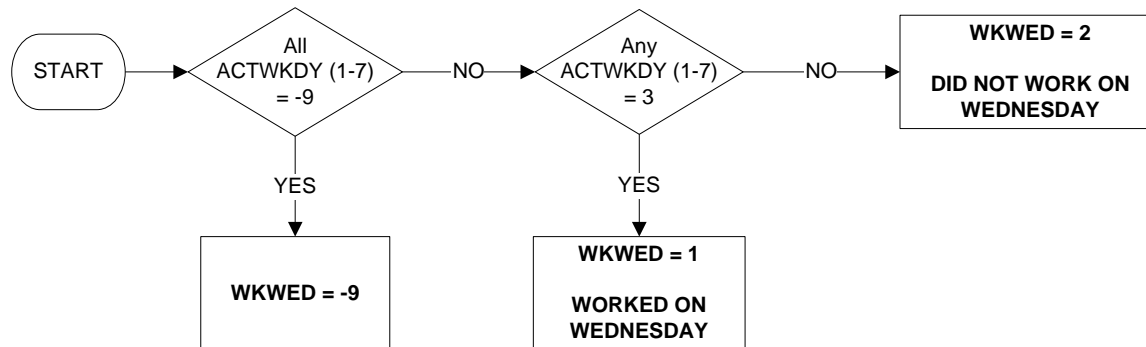 START
All
ACTWKDY (1-7)
= -9
NO
Any
ACTWKDY (1-7)
= 3
NO
WKWED = 2
DID NOT WORK ON
WEDNESDAY
YES
YES
WKWED = -9
WKWED = 1
WORKED ON
WEDNESDAY